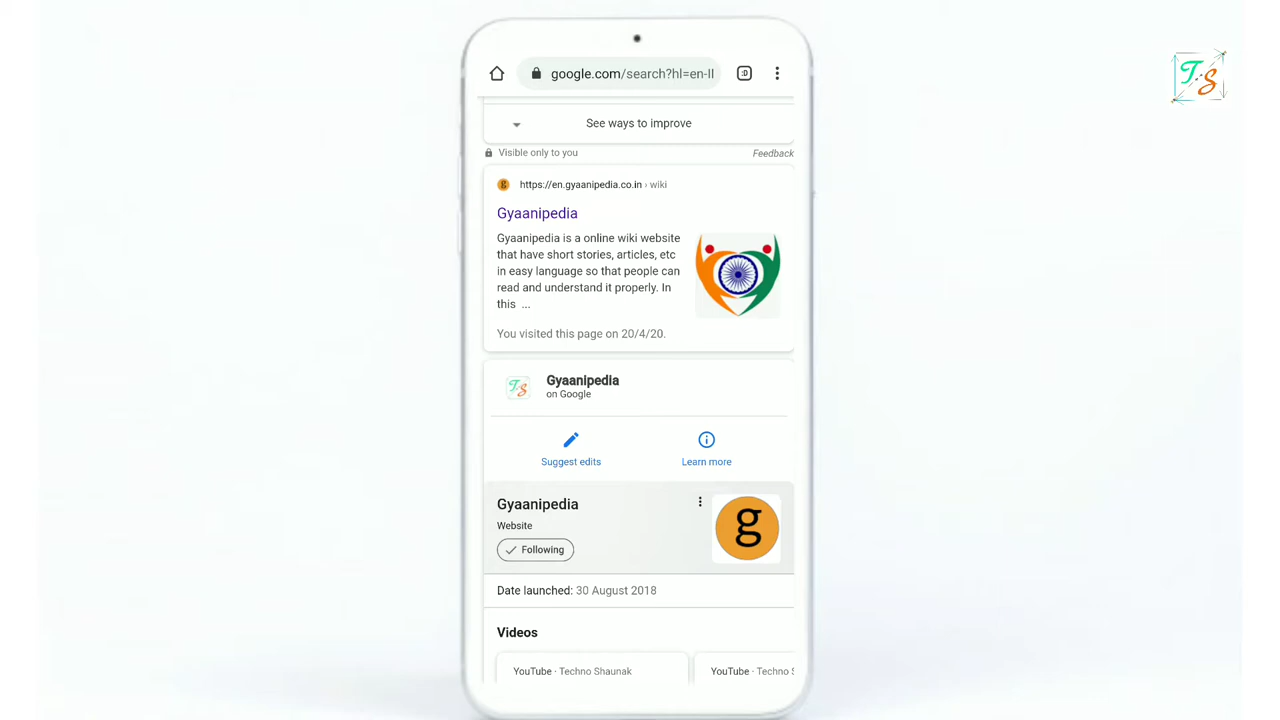 google.com/search?hl=en-II
:D
See ways to improve
Visible only to you
Feedback
g
https://en.gyaanipedia.co.in › wiki
Gyaanipedia
Gyaanipedia is a online wiki website
that have short stories, articles, etc
in easy language so that people can
read and understand it properly. In
this ...
You visited this page on 20/4/20.
T.S
Gyaanipedia
on Google
Suggest edits
Learn more
Gyaanipedia
Website
Following
g
Date launched: 30 August 2018
Videos
YouTube · Techno Shaunak
YouTube · Techno S
T.S